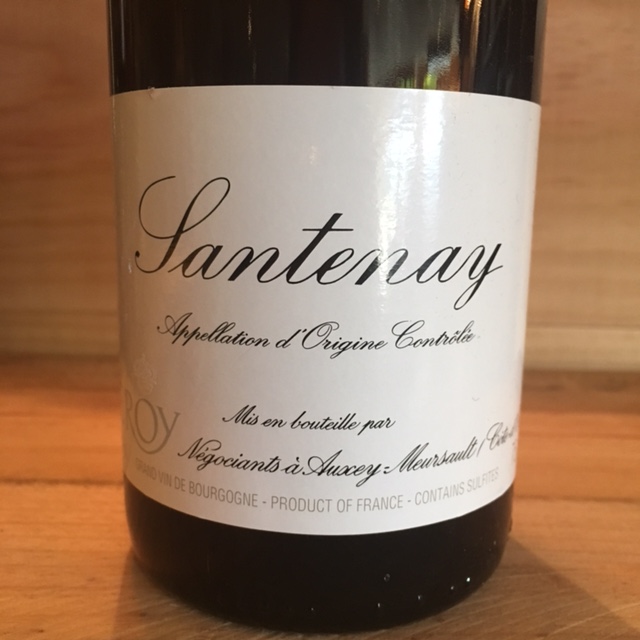 Santenay
Appellation d'Origine Contrôlée
Mis en bouteille par
ROY
Négociants à Auxey-Meursault (Côte-d
GRAND VIN DE BOURGOGNE - PRODUCT OF FRANCE - CONTAINS SULFITES